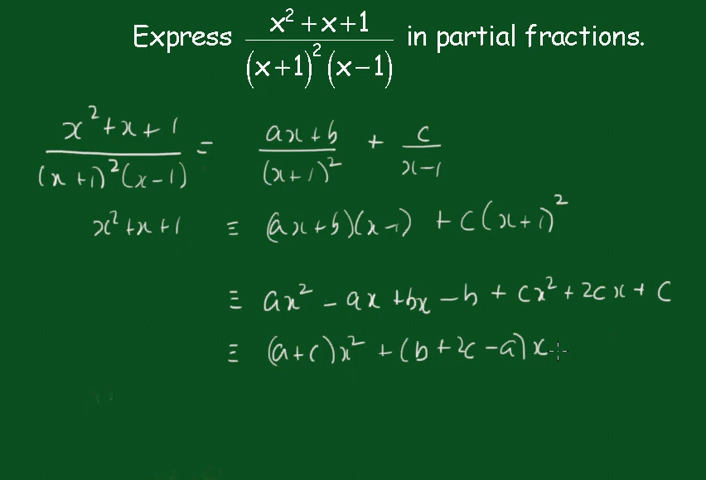 Express x² + x + 1 / (x+1)² (x−1) in partial fractions.
x² + x + 1 / (x+1)² (x−1) = ax + b / (x+1)² + c / x−1
x² + x + 1 ≡ (ax + b)(x−1) + c(x+1)²
≡ ax² − ax + bx − b + cx² + 2cx + c
≡ (a+c)x² + (b + 2c − a)x +